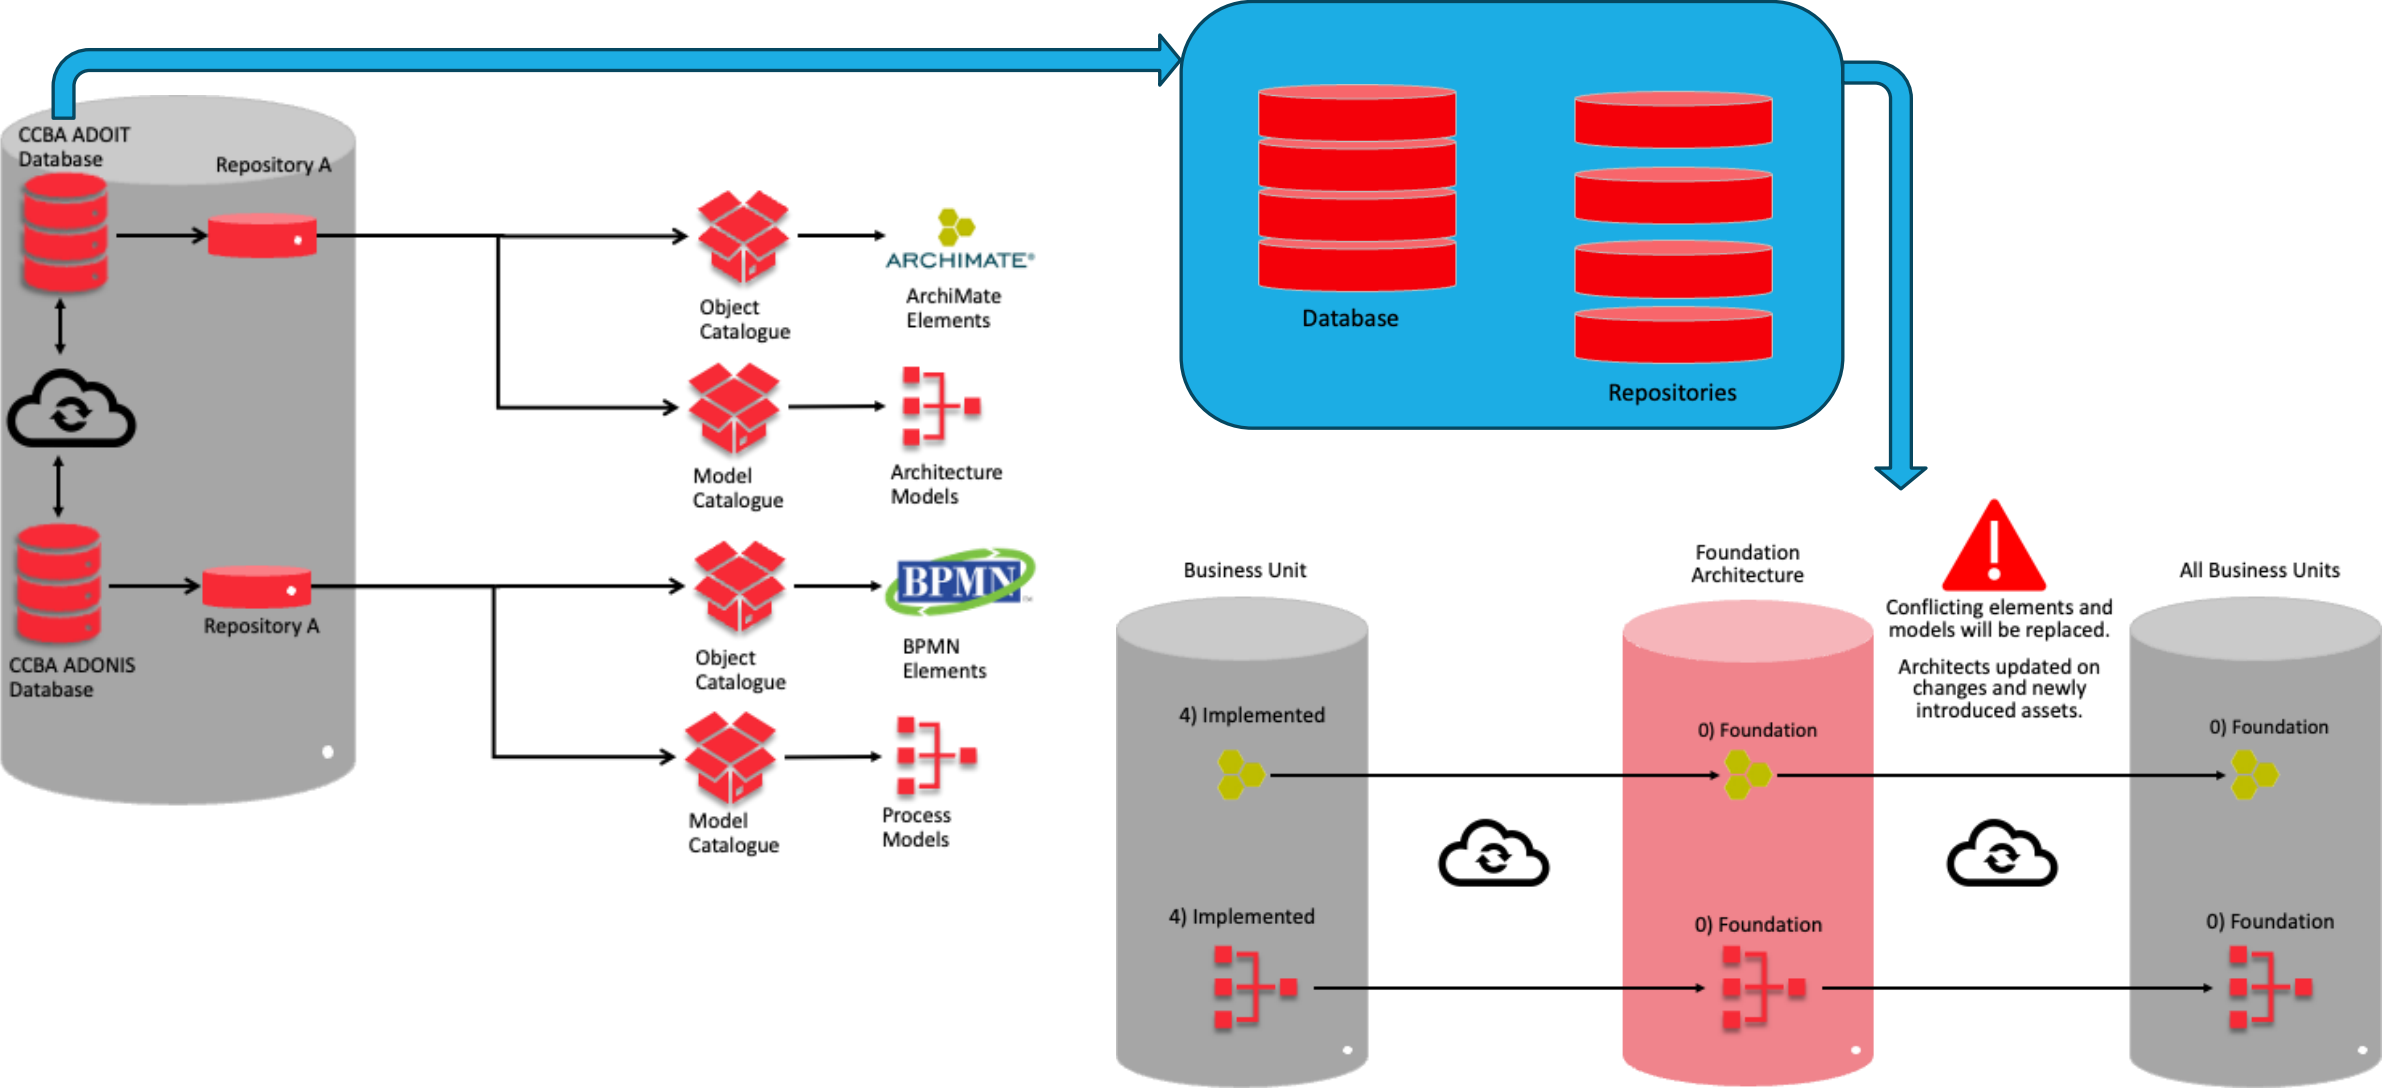 CCBA ADOIT
Database
Repository A
Object
Catalogue
ARCHIMATE®
ArchiMate
Elements
Model
Catalogue
Architecture
Models
CCBA ADONIS
Database
Repository A
Object
Catalogue
BPMN
TM
BPMN
Elements
Model
Catalogue
Process
Models
Database
Repositories
Business Unit
4) Implemented
4) Implemented
Foundation
Architecture
0) Foundation
0) Foundation
Conflicting elements and
models will be replaced.
Architects updated on
changes and newly
introduced assets.
All Business Units
0) Foundation
0) Foundation